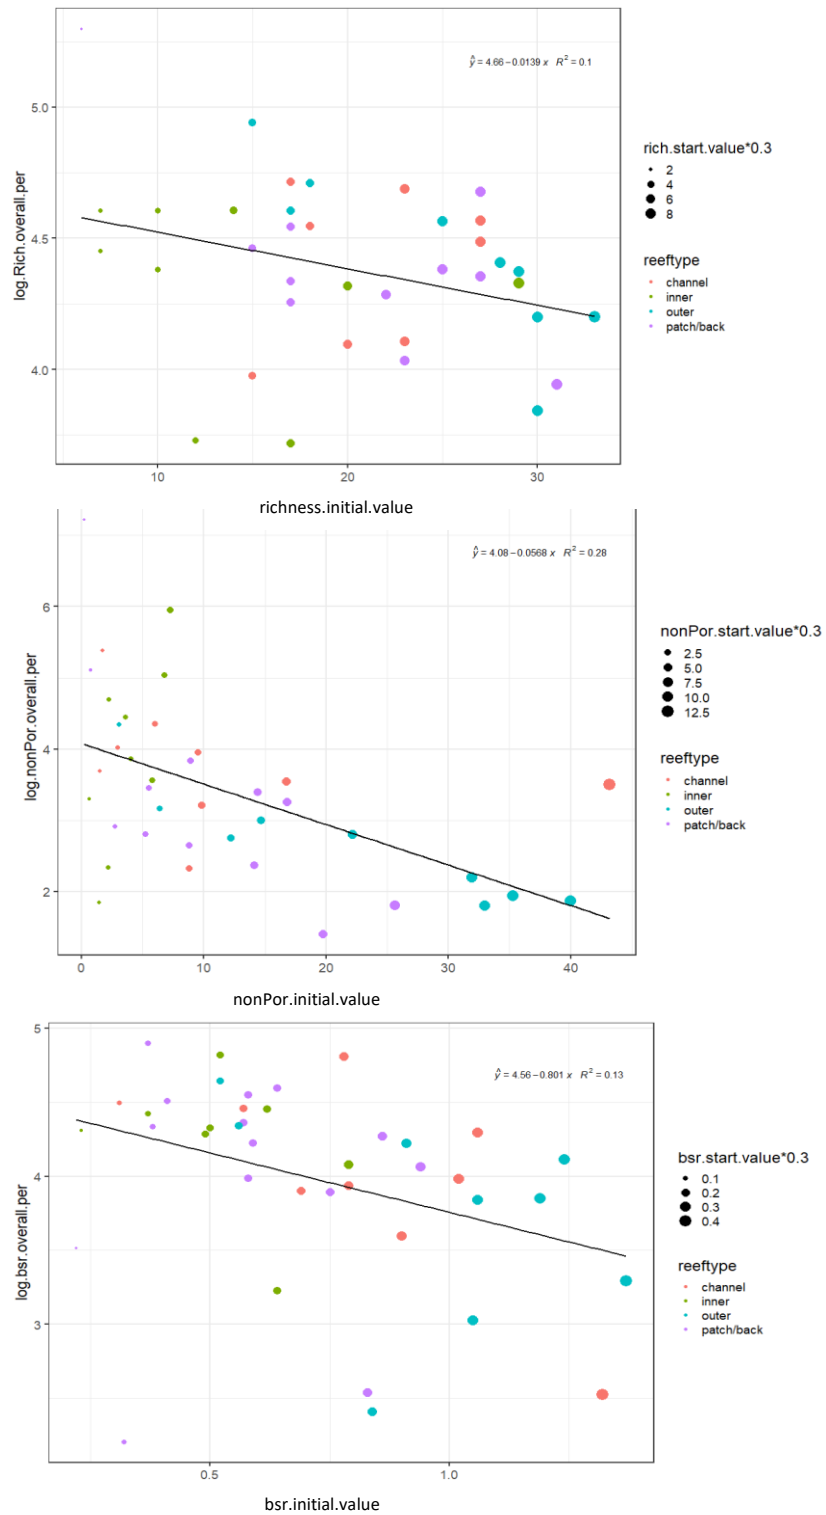 ŷ = 4.66−0.0139 x R² = 0.1
log.Rich.overall.per
5.0
4.5
4.0
10 20 30
richness.initial.value
rich.start.value*0.3
2
4
6
8
reeftype
channel
inner
outer
patch/back
ŷ = 4.08−0.0568 x R² = 0.28
log.nonPor.overall.per
6
4
2
0 10 20 30 40
nonPor.initial.value
nonPor.start.value*0.3
2.5
5.0
7.5
10.0
12.5
reeftype
channel
inner
outer
patch/back
ŷ = 4.56−0.801 x R² = 0.13
log.bsr.overall.per
5
4
3
0.5 1.0
bsr.initial.value
bsr.start.value*0.3
0.1
0.2
0.3
0.4
reeftype
channel
inner
outer
patch/back